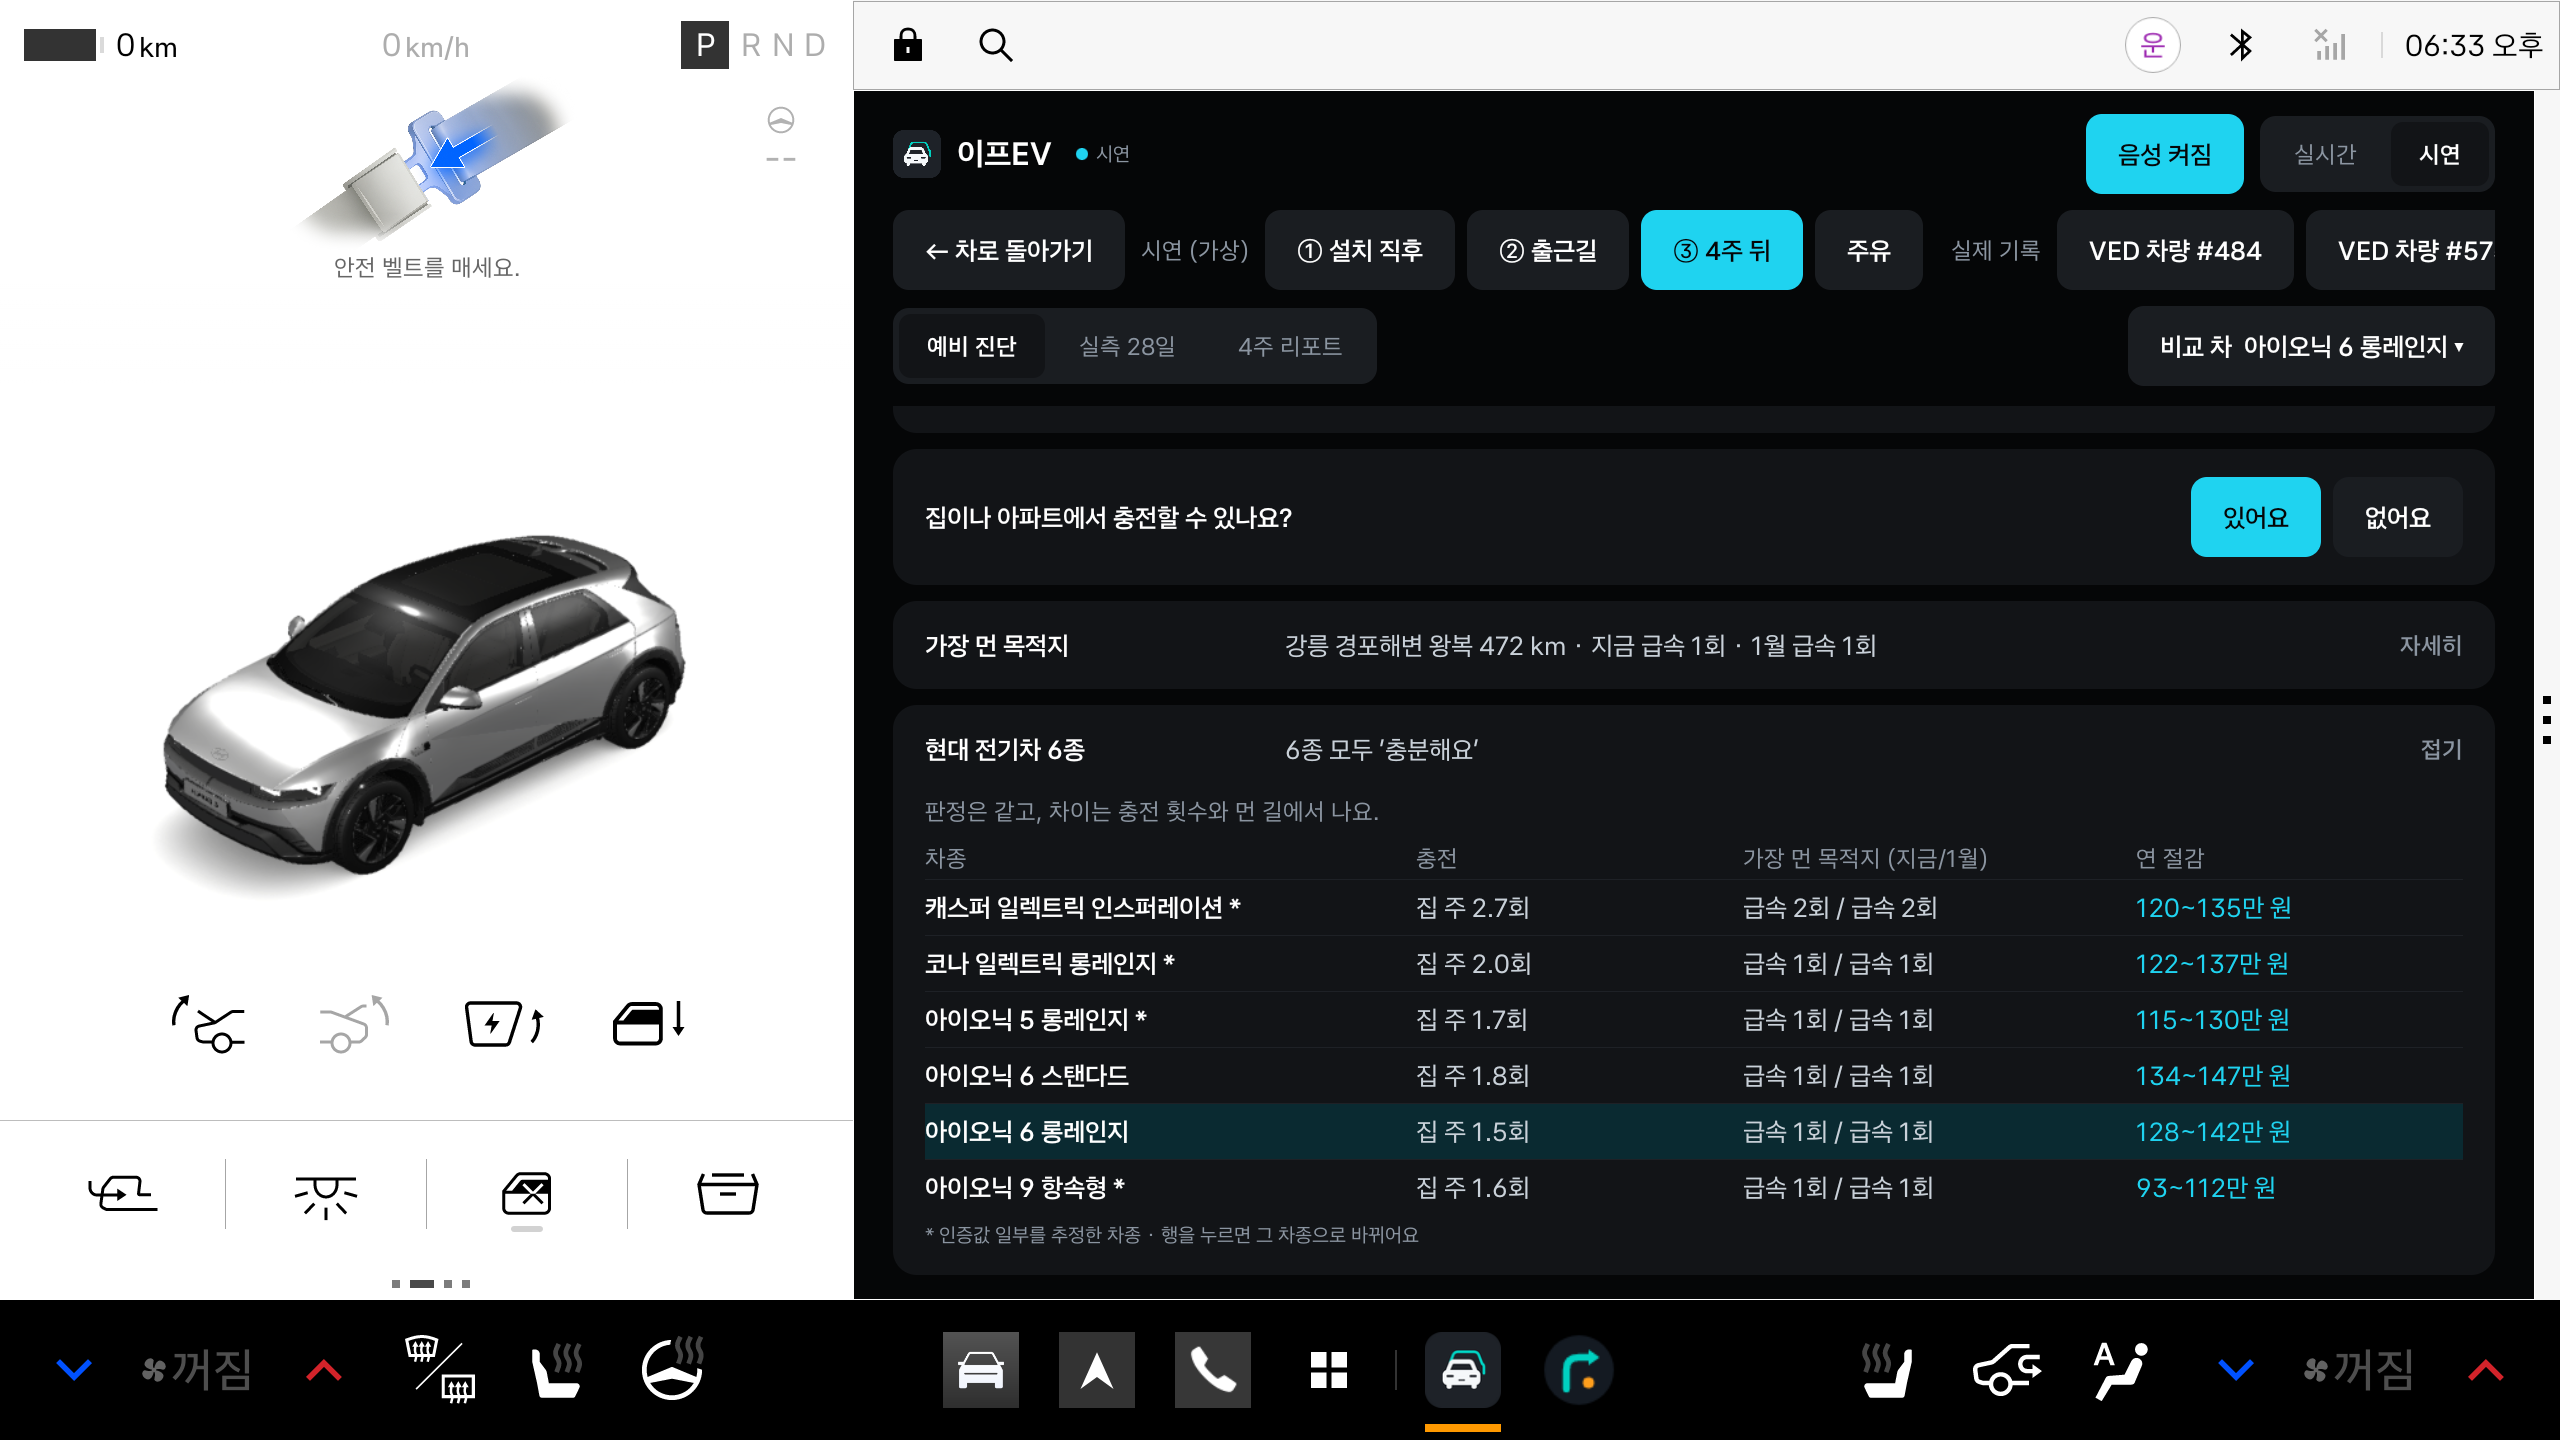 0 km
0 km/h
P R N D
안전 벨트를 매세요.
운
06:33 오후
이프EV
시연
음성 켜짐
실시간
시연
← 차로 돌아가기
시연 (가상)
① 설치 직후
② 출근길
③ 4주 뒤
주유
실제 기록
VED 차량 #484
VED 차량 #57
예비 진단
실측 28일
4주 리포트
비교 차 아이오닉 6 롱레인지 ▾
집이나 아파트에서 충전할 수 있나요?
있어요
없어요
가장 먼 목적지
강릉 경포해변 왕복 472 km · 지금 급속 1회 · 1월 급속 1회
자세히
현대 전기차 6종
6종 모두 '충분해요'
접기
판정은 같고, 차이는 충전 횟수와 먼 길에서 나요.
차종 충전 가장 먼 목적지 (지금/1월) 연 절감
캐스퍼 일렉트릭 인스퍼레이션 * 집 주 2.7회 급속 2회 / 급속 2회 120~135만 원
코나 일렉트릭 롱레인지 * 집 주 2.0회 급속 1회 / 급속 1회 122~137만 원
아이오닉 5 롱레인지 * 집 주 1.7회 급속 1회 / 급속 1회 115~130만 원
아이오닉 6 스탠다드 집 주 1.8회 급속 1회 / 급속 1회 134~147만 원
아이오닉 6 롱레인지 집 주 1.5회 급속 1회 / 급속 1회 128~142만 원
아이오닉 9 항속형 * 집 주 1.6회 급속 1회 / 급속 1회 93~112만 원
* 인증값 일부를 추정한 차종 · 행을 누르면 그 차종으로 바뀌어요
꺼짐
A
꺼짐